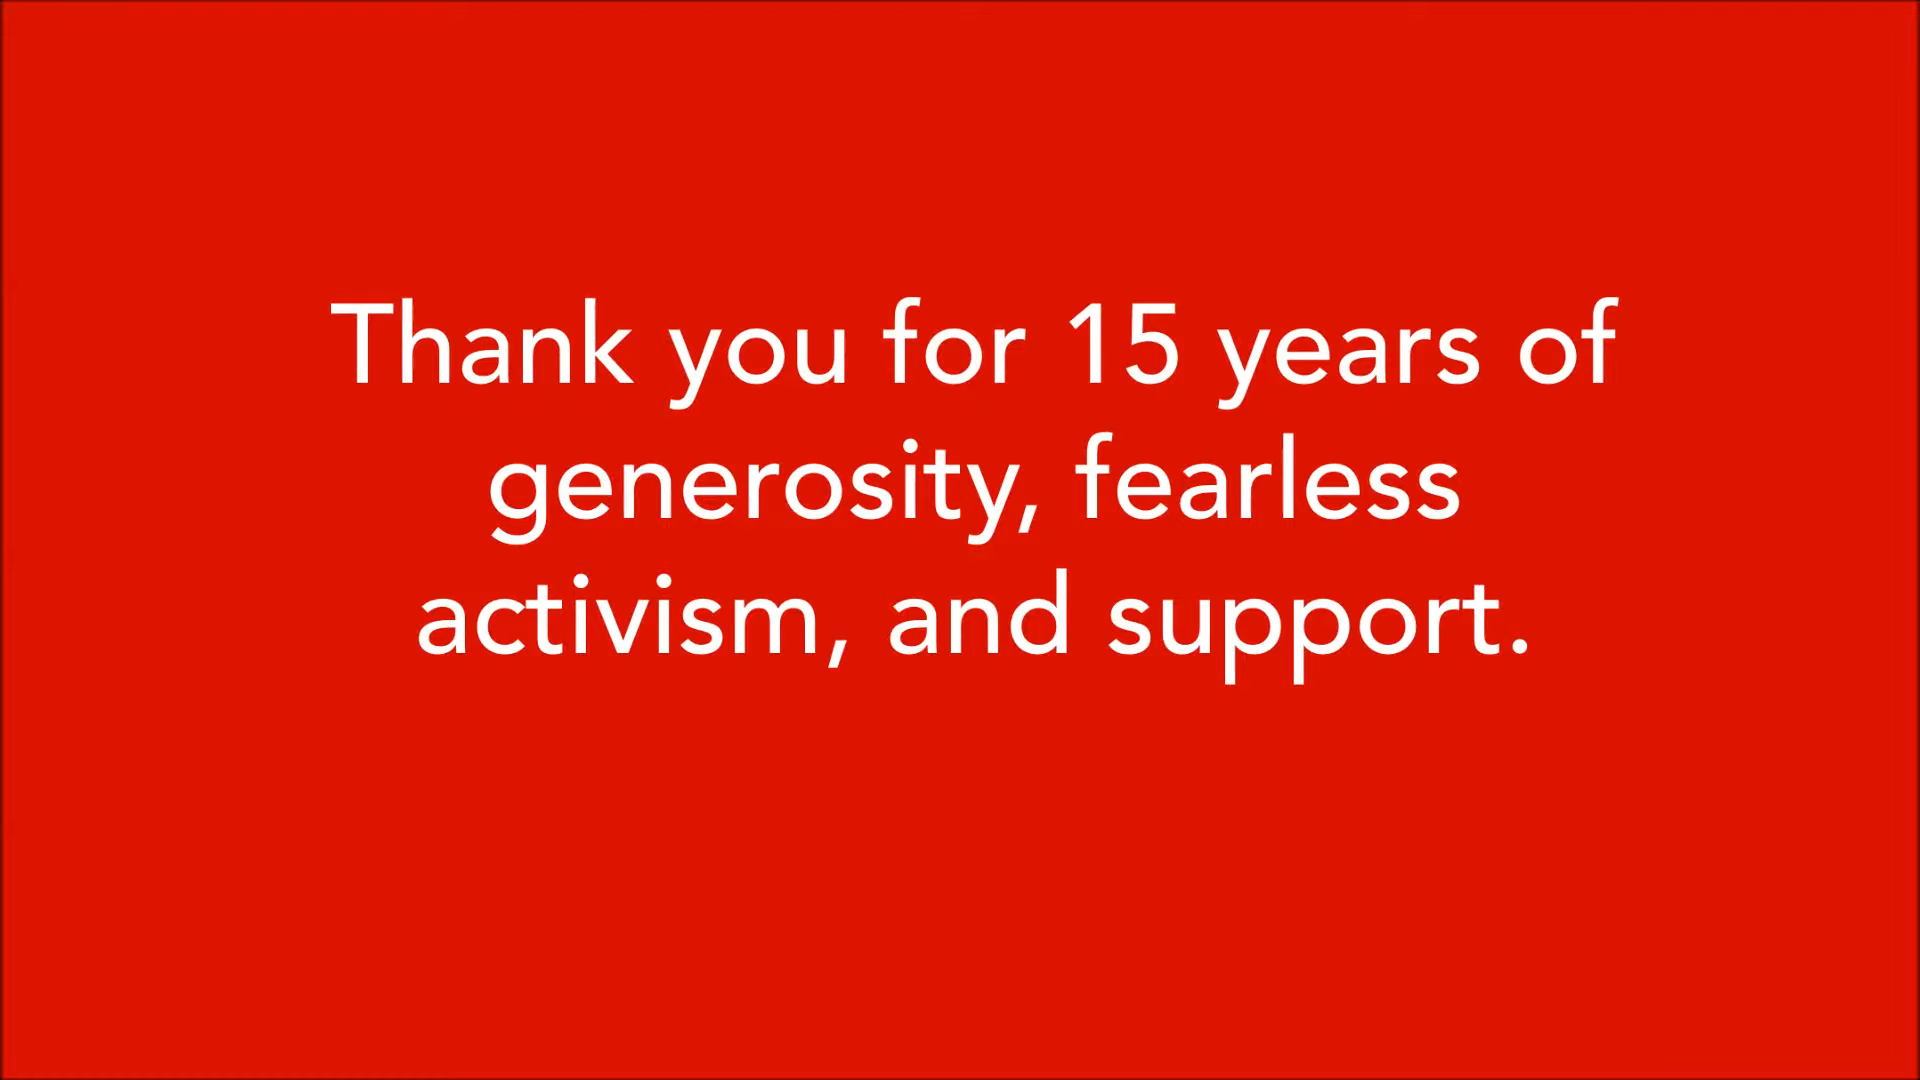 Thank you for 15 years of
generosity, fearless
activism, and support.